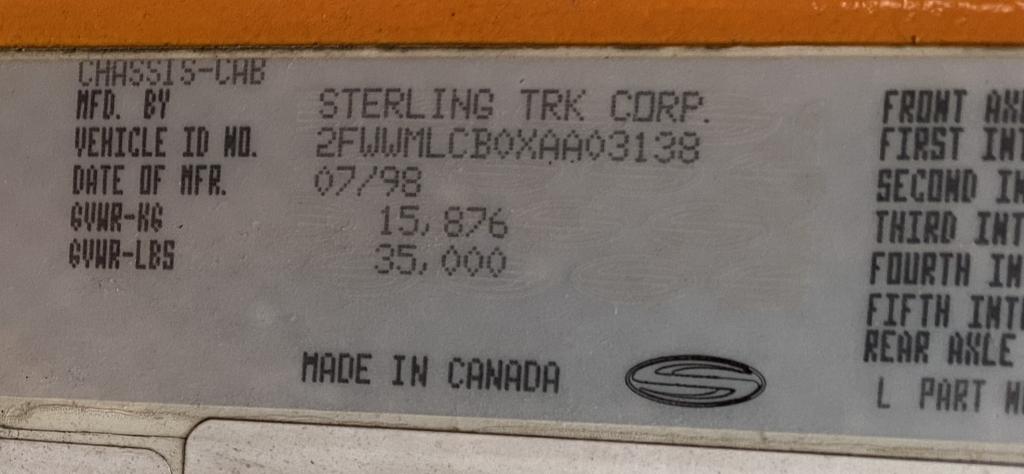 CHASSIS-CAB
MFD. BY STERLING TRK CORP.
VEHICLE ID NO. 2FWWMLCB0XAA03138
DATE OF MFR. 07/98
GVWR-KG 15,876
GVWR-LBS 35,000
MADE IN CANADA
FRONT
FIRST
SECOND
THIRD
FOURTH
FIFTH
REAR AXLE
L PART